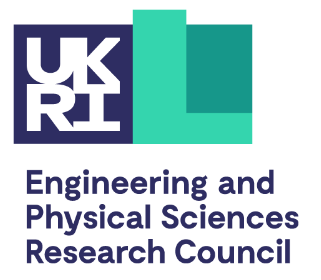 UK
RI
Engineering and
Physical Sciences
Research Council